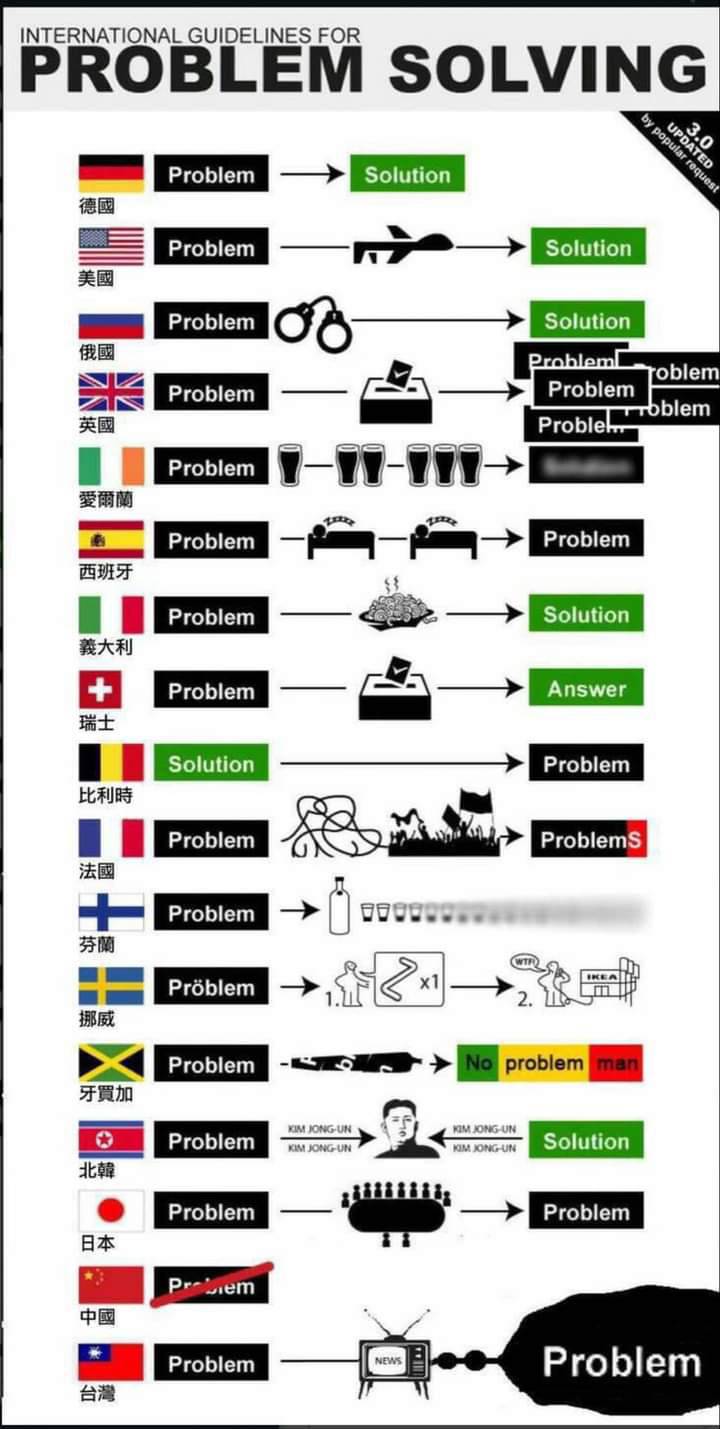 INTERNATIONAL GUIDELINES FOR
PROBLEM SOLVING
3.0
UPDATED
by popular request
Problem
Solution
德國
Problem
Solution
美國
Problem
Solution
俄國
Problem
Problem
Problem
Problem
Problem
Problem
英國
Problem
愛爾蘭
Problem
zzzz
zzzz
Problem
西班牙
Problem
Solution
義大利
Problem
Answer
瑞士
Solution
Problem
比利時
Problem
ProblemS
法國
Problem
芬蘭
Pröblem
1.
x1
2.
WTF!
IKEA
挪威
Problem
No problem man
牙買加
Problem
KIM JONG-UN
KIM JONG-UN
KIM JONG-UN
KIM JONG-UN
Solution
北韓
Problem
Problem
日本
Problem
中國
Problem
NEWS
Problem
台灣